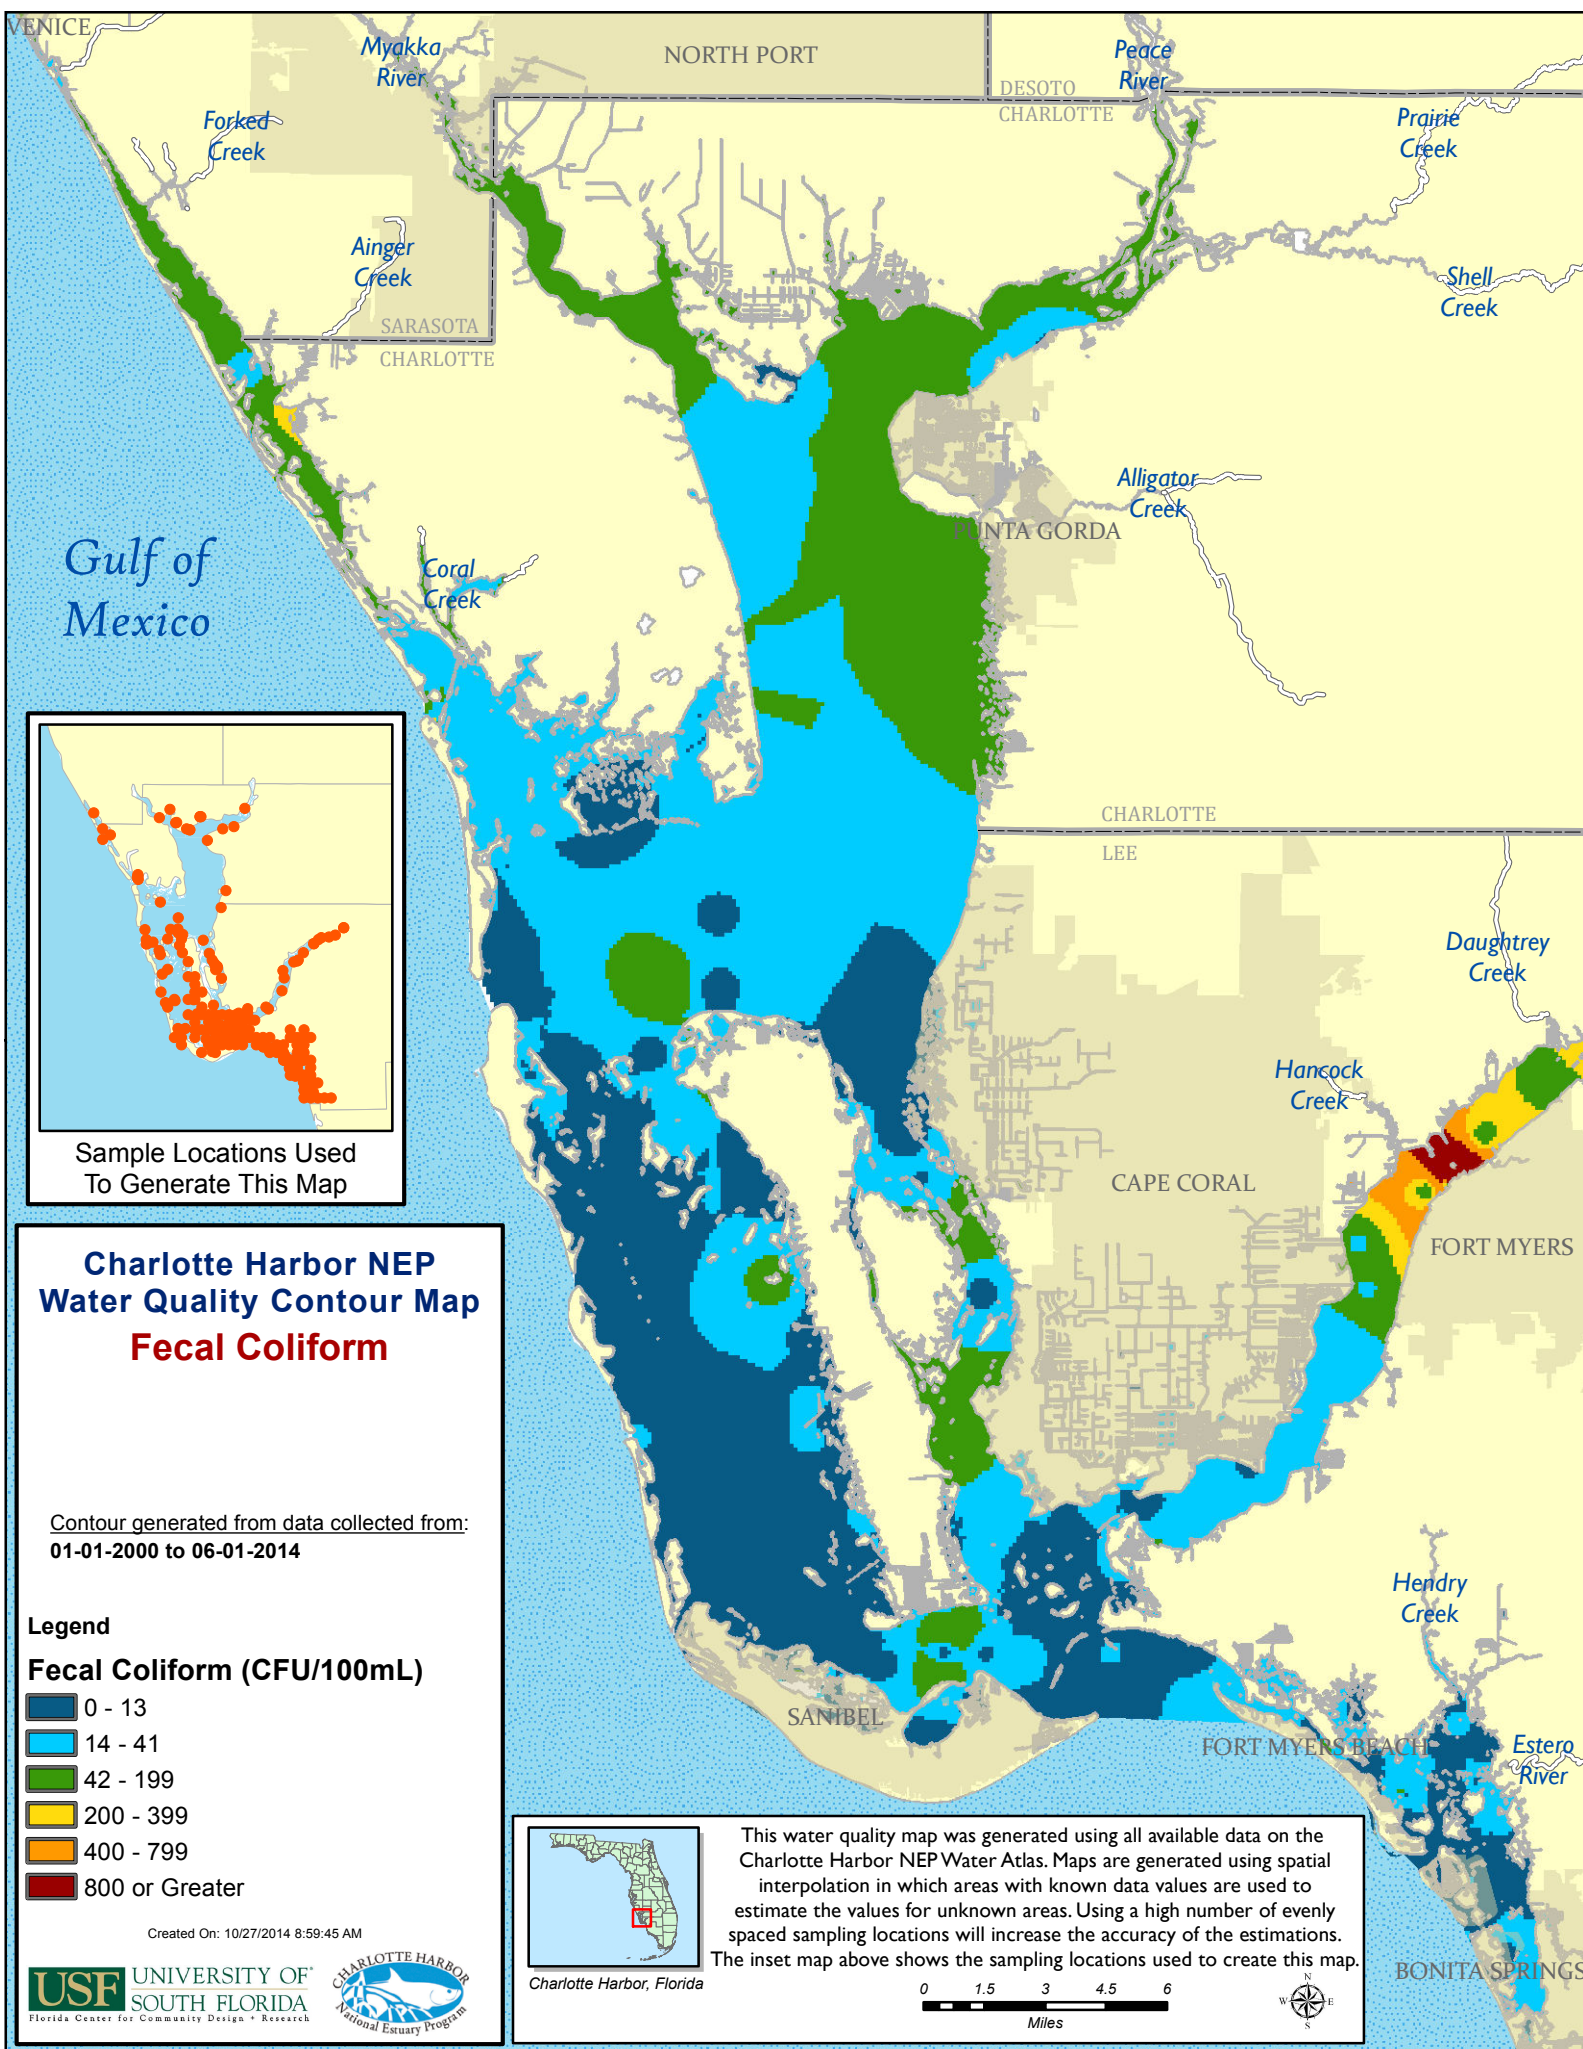 VENICE
Myakka
River
NORTH PORT
Peace
River
DESOTO
CHARLOTTE
Forked
Creek
Prairie
Creek
Ainger
Creek
Shell
Creek
SARASOTA
CHARLOTTE
Alligator
Creek
PUNTA GORDA
Gulf of
Mexico
Coral
Creek
CHARLOTTE
LEE
Daughtrey
Creek
Hancock
Creek
CAPE CORAL
FORT MYERS
Sample Locations Used
To Generate This Map
Charlotte Harbor NEP
Water Quality Contour Map
Fecal Coliform
Contour generated from data collected from:
01-01-2000 to 06-01-2014
Hendry
Creek
SANIBEL
FORT MYERS BEACH
Estero
River
BONITA SPRINGS
Legend
Fecal Coliform (CFU/100mL)
0 - 13
14 - 41
42 - 199
200 - 399
400 - 799
800 or Greater
Created On: 10/27/2014 8:59:45 AM
USF UNIVERSITY OF
SOUTH FLORIDA
Florida Center for Community Design + Research
CHARLOTTE HARBOR
National Estuary Program
Charlotte Harbor, Florida
This water quality map was generated using all available data on the
Charlotte Harbor NEP Water Atlas. Maps are generated using spatial
interpolation in which areas with known data values are used to
estimate the values for unknown areas. Using a high number of evenly
spaced sampling locations will increase the accuracy of the estimations.
The inset map above shows the sampling locations used to create this map.
0 1.5 3 4.5 6
Miles
N
W E
S